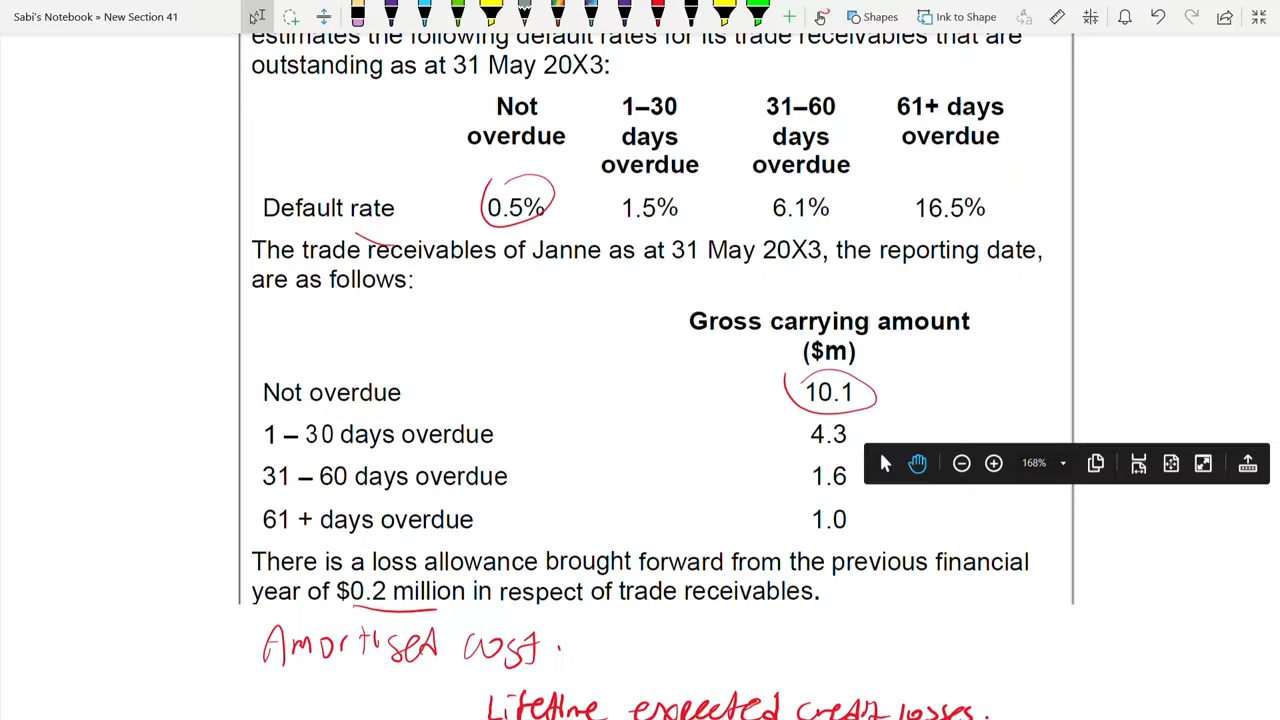 Sabi's Notebook » New Section 41
Shapes
Ink to Shape
estimates the following default rates for its trade receivables that are
outstanding as at 31 May 20X3:
Not overdue
1–30 days overdue
31–60 days overdue
61+ days overdue
Default rate 0.5% 1.5% 6.1% 16.5%
The trade receivables of Janne as at 31 May 20X3, the reporting date,
are as follows:
Gross carrying amount
($m)
Not overdue 10.1
1 – 30 days overdue 4.3
168%
31 – 60 days overdue 1.6
61 + days overdue 1.0
There is a loss allowance brought forward from the previous financial
year of $0.2 million in respect of trade receivables.
Amortised cost.
Lifetime expected credit losses.